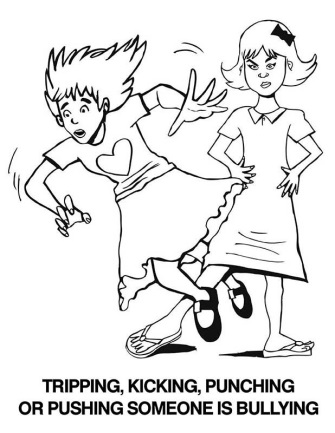 TRIPPING, KICKING, PUNCHING
OR PUSHING SOMEONE IS BULLYING